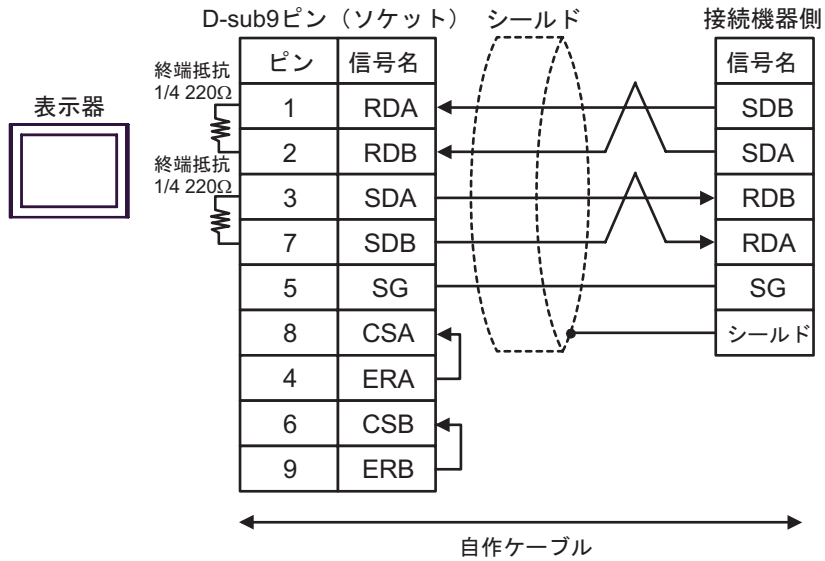 D-sub9ピン（ソケット） シールド 接続機器側
表示器
終端抵抗
1/4 220Ω
終端抵抗
1/4 220Ω
ピン 信号名 信号名
1 RDA SDB
2 RDB SDA
3 SDA RDB
7 SDB RDA
5 SG SG
8 CSA シールド
4 ERA
6 CSB
9 ERB
自作ケーブル